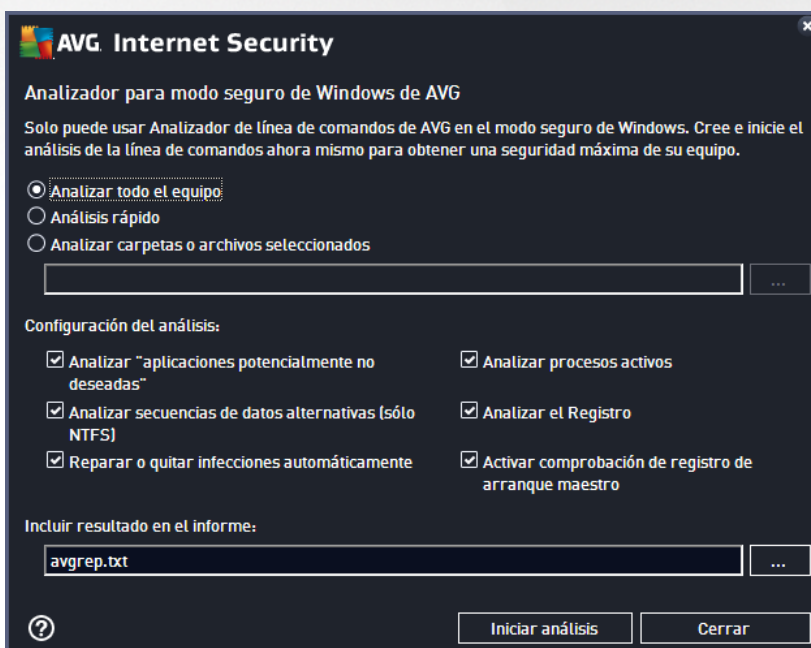 AVG. Internet Security
Analizador para modo seguro de Windows de AVG
Solo puede usar Analizador de línea de comandos de AVG en el modo seguro de Windows. Cree e inicie el
análisis de la línea de comandos ahora mismo para obtener una seguridad máxima de su equipo.
Analizar todo el equipo
Análisis rápido
Analizar carpetas o archivos seleccionados
...
Configuración del análisis:
Analizar "aplicaciones potencialmente no
deseadas"
Analizar procesos activos
Analizar secuencias de datos alternativas (sólo
NTFS)
Analizar el Registro
Reparar o quitar infecciones automáticamente
Activar comprobación de registro de
arranque maestro
Incluir resultado en el informe:
avgrep.txt
...
Iniciar análisis
Cerrar